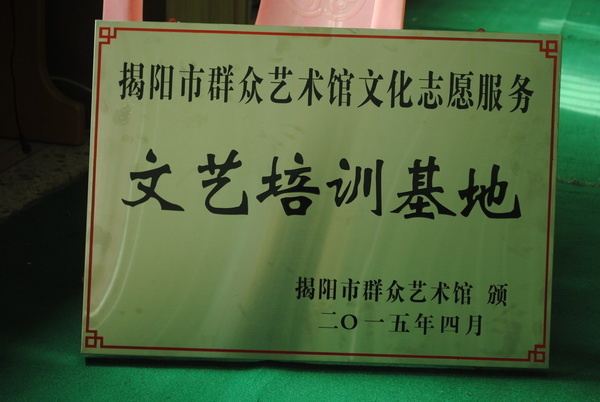 揭阳市群众艺术馆文化志愿服务
文艺培训基地
揭阳市群众艺术馆 颁
二〇一五年四月